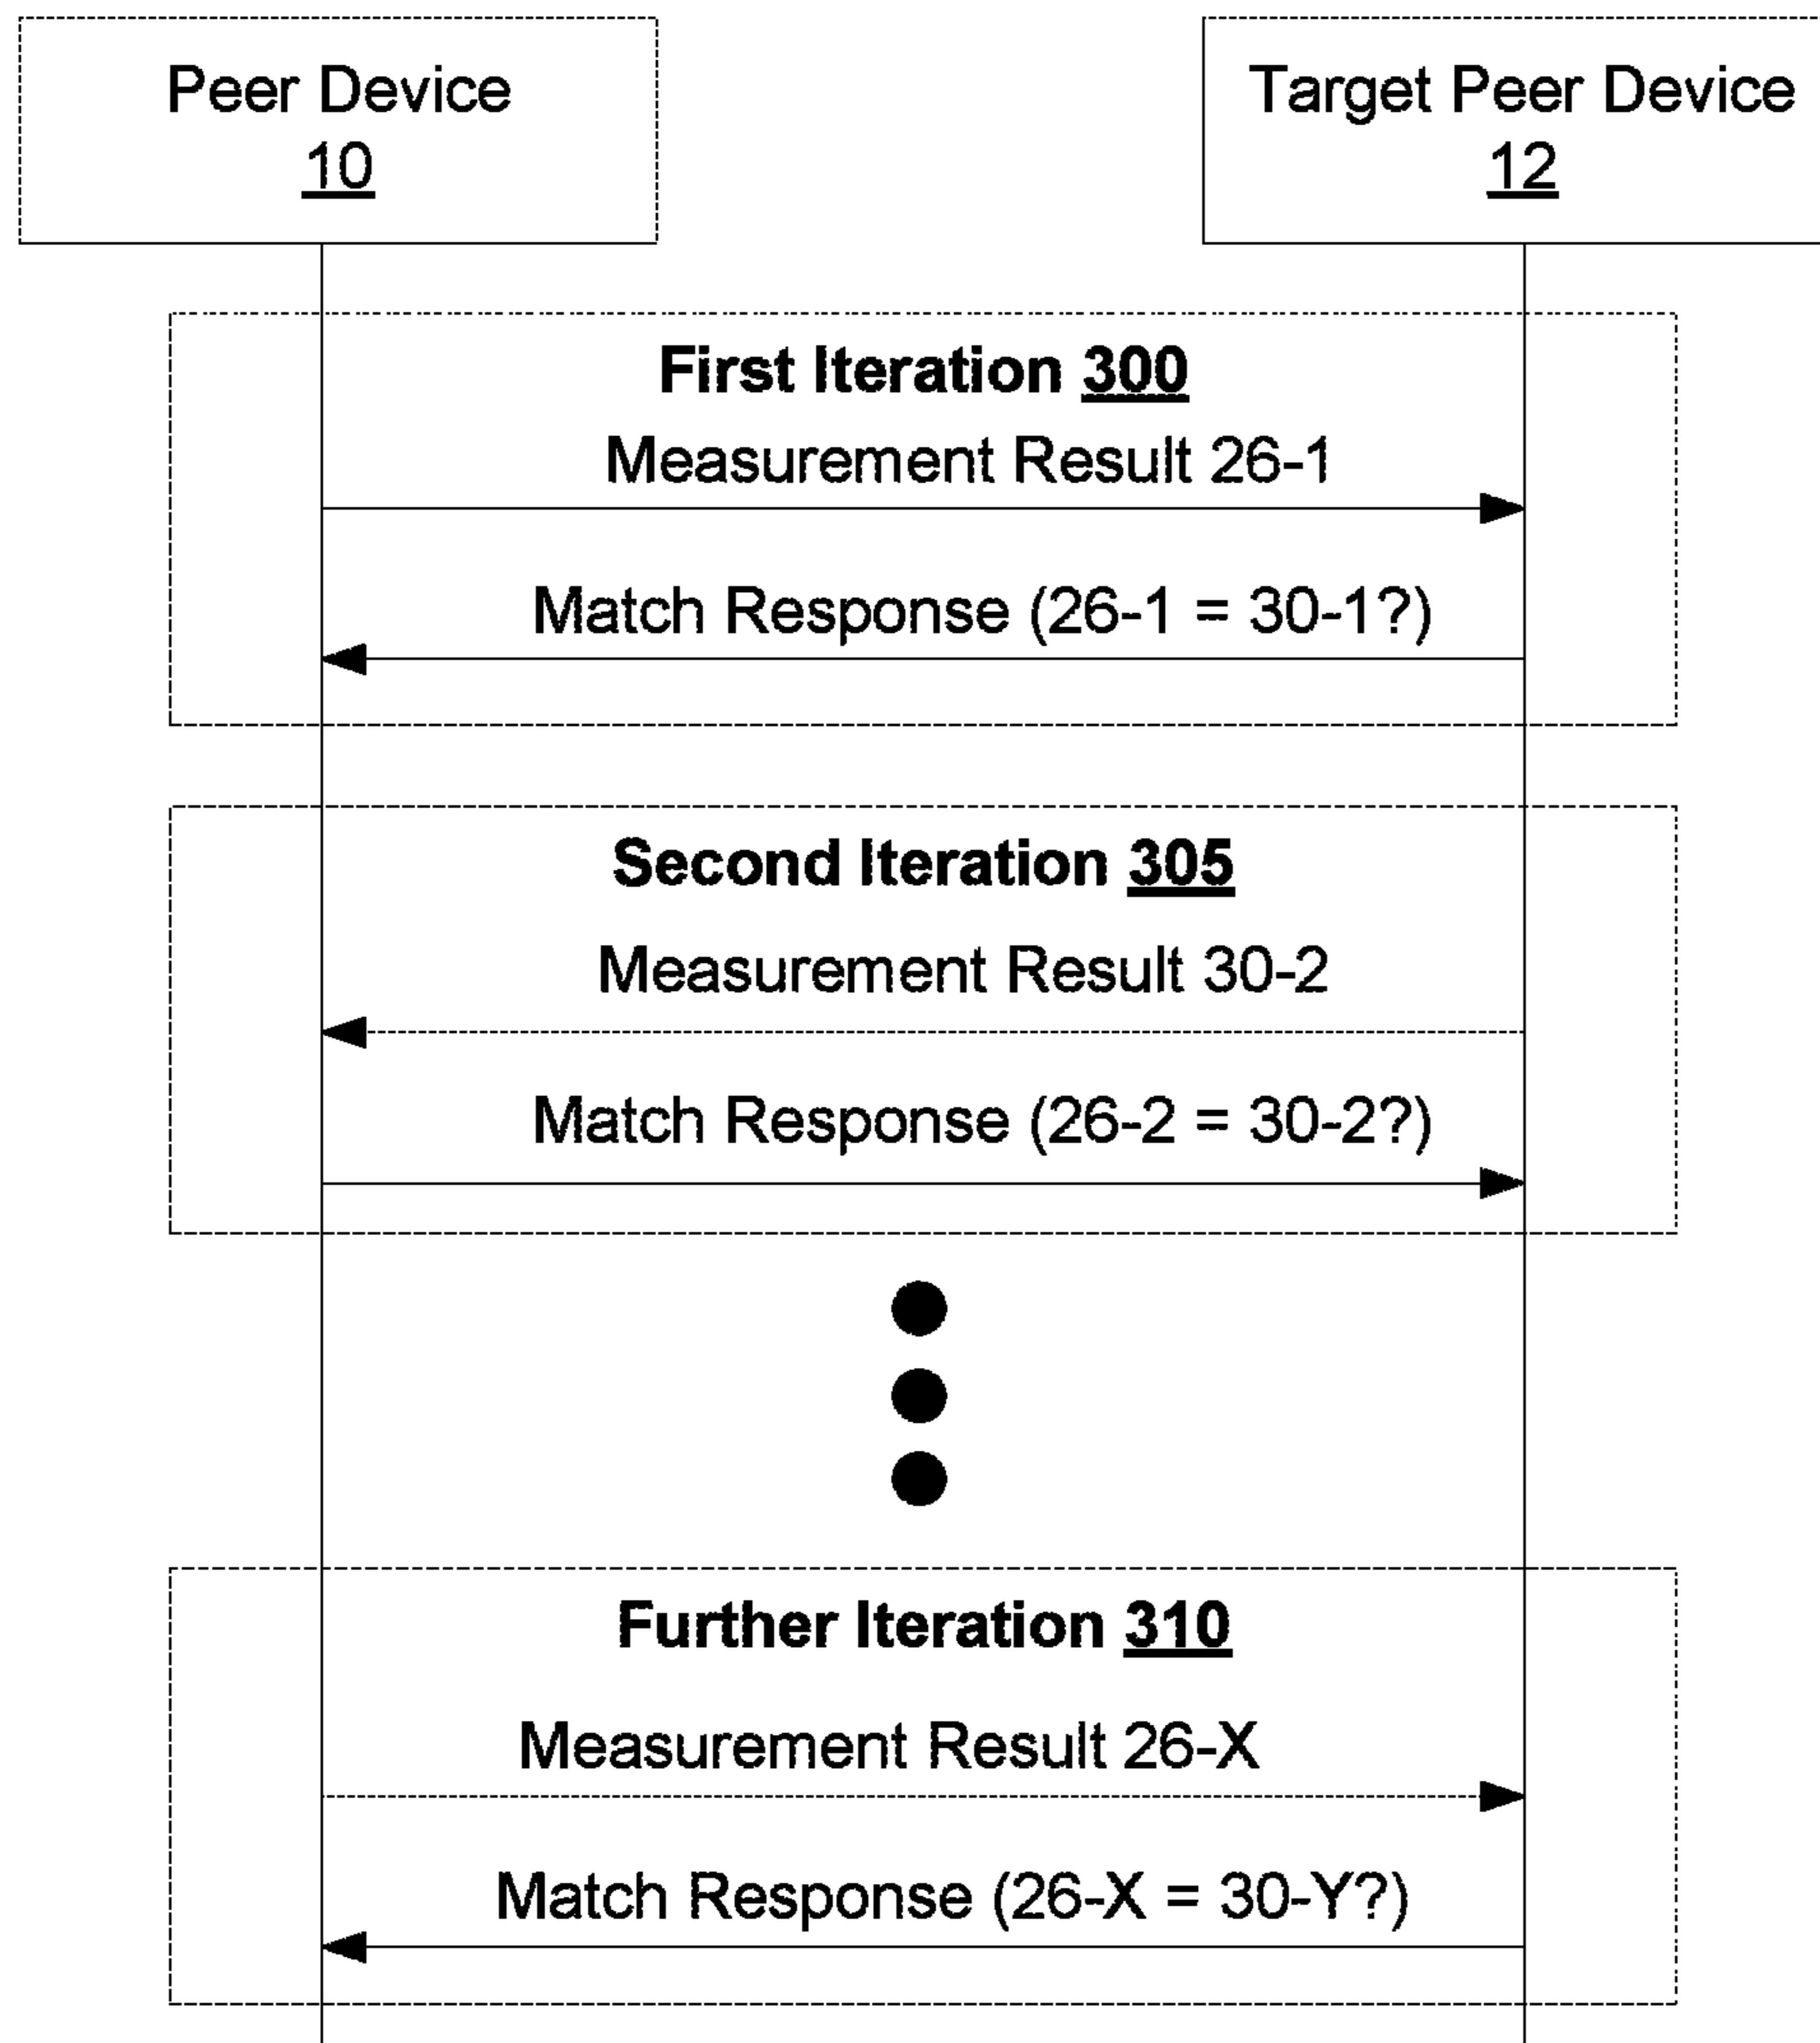 Peer Device
10
Target Peer Device
12
First Iteration 300
Measurement Result 26-1
Match Response (26-1 = 30-1?)
Second Iteration 305
Measurement Result 30-2
Match Response (26-2 = 30-2?)
Further Iteration 310
Measurement Result 26-X
Match Response (26-X = 30-Y?)